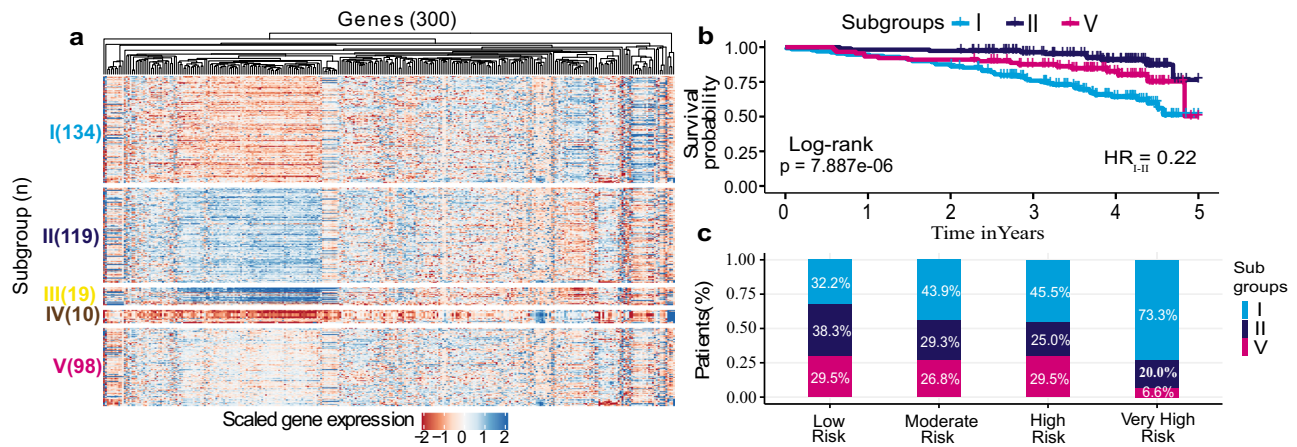 Genes (300)
a
Subgroup (n)
I(134)
II(119)
III(19)
IV(10)
V(98)
Scaled gene expression
-2 -1 0 1 2
b
Subgroups I II V
Survival
probability
1.00
0.75
0.50
0.25
0.00
Log-rank
p = 7.887e-06
HR I-II = 0.22
0 1 2 3 4 5
Time inYears
c
Patients(%)
1.00
0.75
0.50
0.25
0.00
32.2% 43.9% 45.5% 73.3%
38.3% 29.3% 25.0% 20.0%
29.5% 26.8% 29.5% 6.6%
Low
Risk
Moderate
Risk
High
Risk
Very High
Risk
Sub
groups
I
II
V